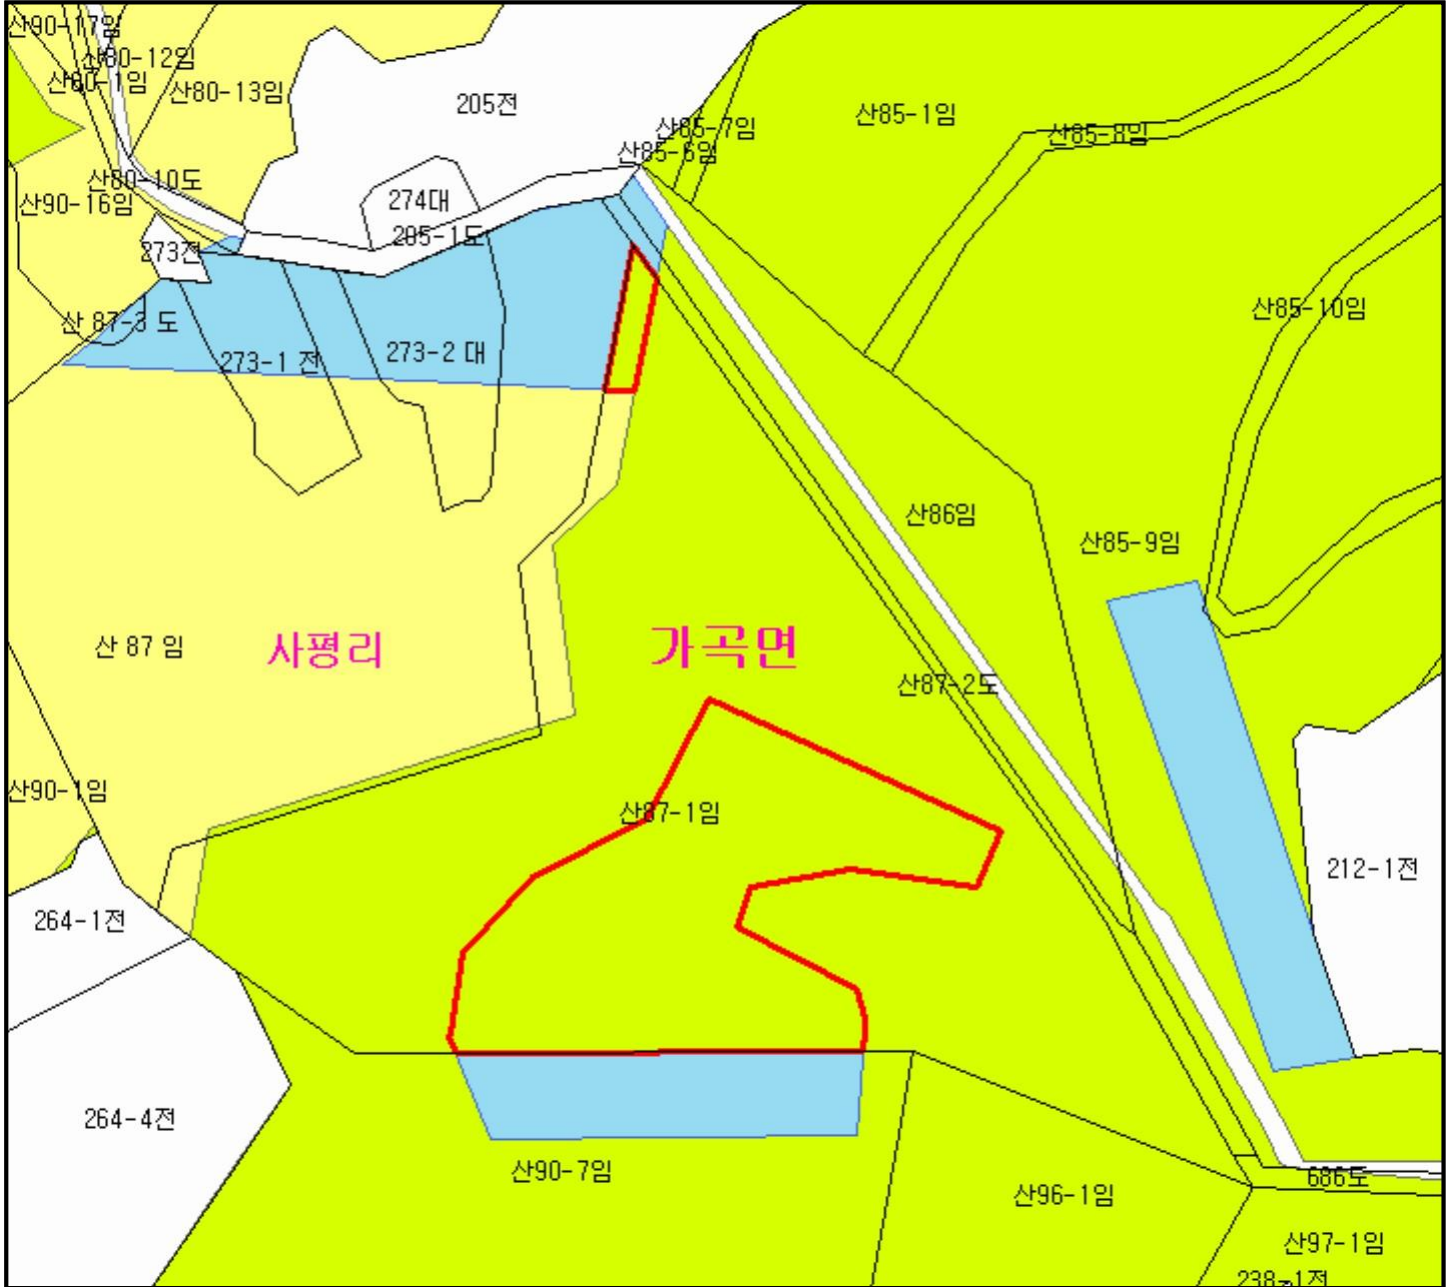 산90-17임
산80-12임
산80-1임
산80-13임
205전
산85-7임
산85-1임
산85-8임
산85-6임
산80-10도
산90-16임
274대
205-1도
273전
산85-10임
산 87-3 도
273-1 전
273-2 대
산86임
산85-9임
산 87 임
사평리
가곡면
산87-2도
산90-1임
산87-1임
212-1전
264-1전
264-4전
산90-7임
686도
산96-1임
산97-1임
238-1전